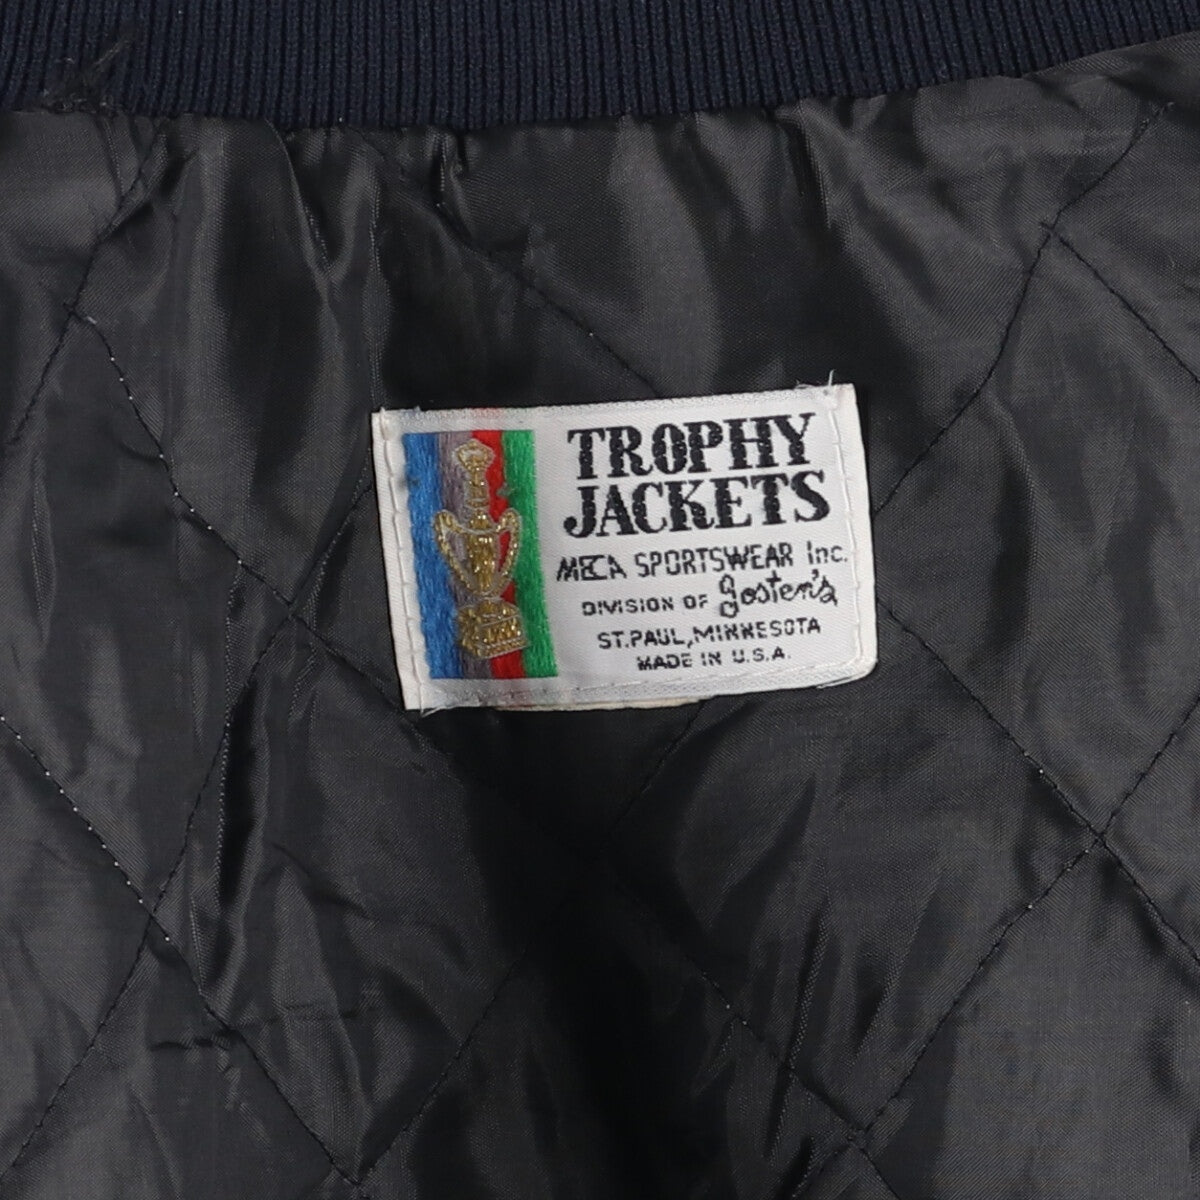 TROPHY
JACKETS
MECA SPORTSWEAR Inc.
DIVISION OF Josten's
ST. PAUL, MINNESOTA
MADE IN U.S.A.